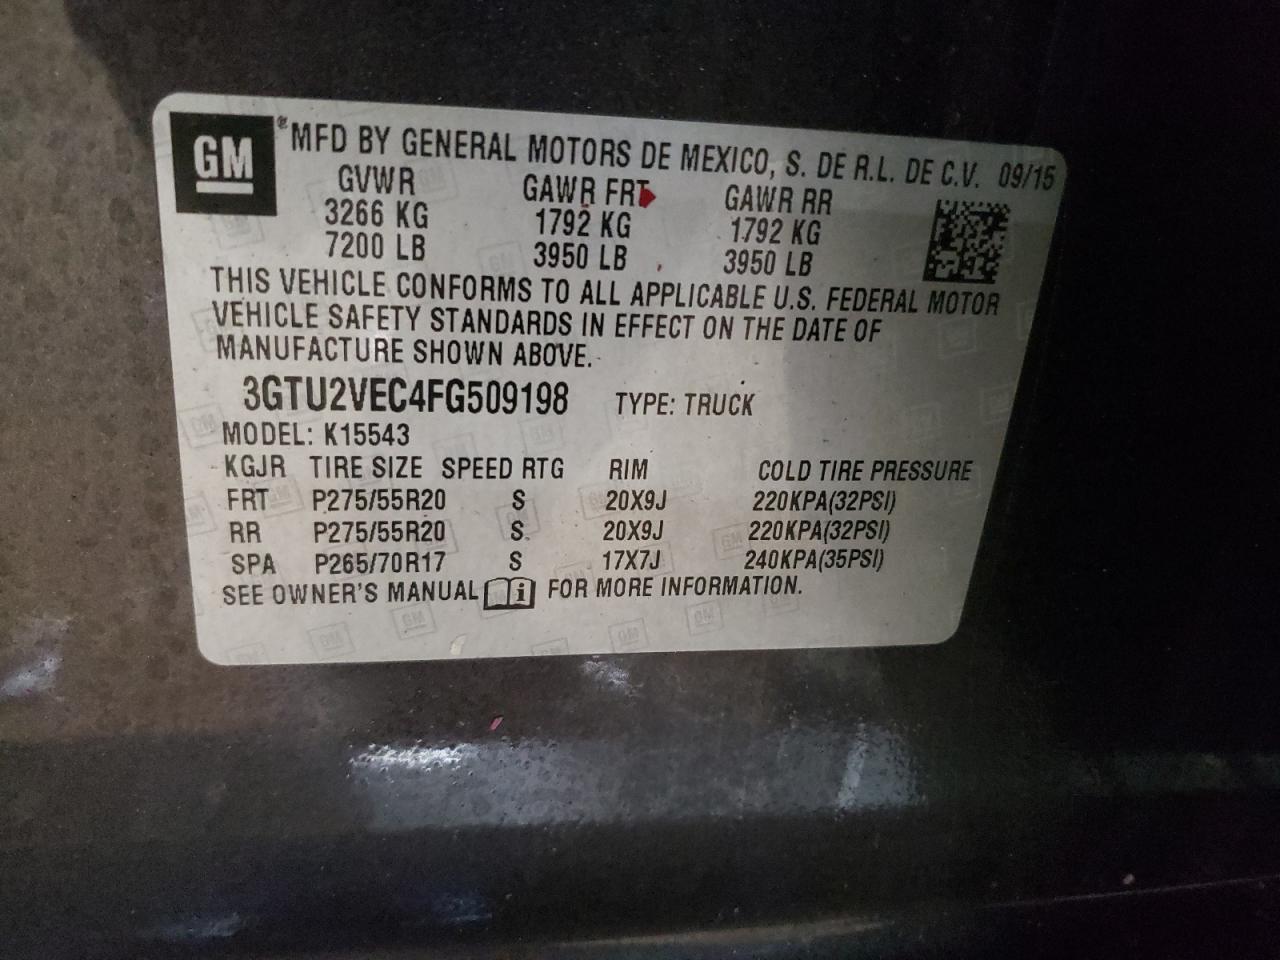 GM
®MFD BY GENERAL MOTORS DE MEXICO, S. DE R.L. DE C.V. 09/15
GVWR GAWR FRT GAWR RR
3266 KG 1792 KG 1792 KG
7200 LB 3950 LB 3950 LB
THIS VEHICLE CONFORMS TO ALL APPLICABLE U.S. FEDERAL MOTOR
VEHICLE SAFETY STANDARDS IN EFFECT ON THE DATE OF
MANUFACTURE SHOWN ABOVE.
3GTU2VEC4FG509198 TYPE: TRUCK
MODEL: K15543
KGJR TIRE SIZE SPEED RTG RIM COLD TIRE PRESSURE
FRT P275/55R20 S 20X9J 220KPA(32PSI)
RR P275/55R20 S 20X9J 220KPA(32PSI)
SPA P265/70R17 S 17X7J 240KPA(35PSI)
SEE OWNER'S MANUAL i FOR MORE INFORMATION.